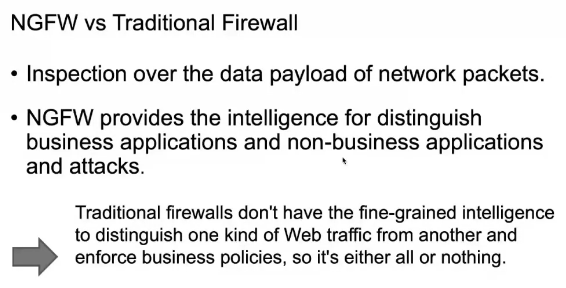 NGFW vs Traditional Firewall
• Inspection over the data payload of network packets.
• NGFW provides the intelligence for distinguish
business applications and non-business applications
and attacks.
Traditional firewalls don't have the fine-grained intelligence
to distinguish one kind of Web traffic from another and
enforce business policies, so it's either all or nothing.